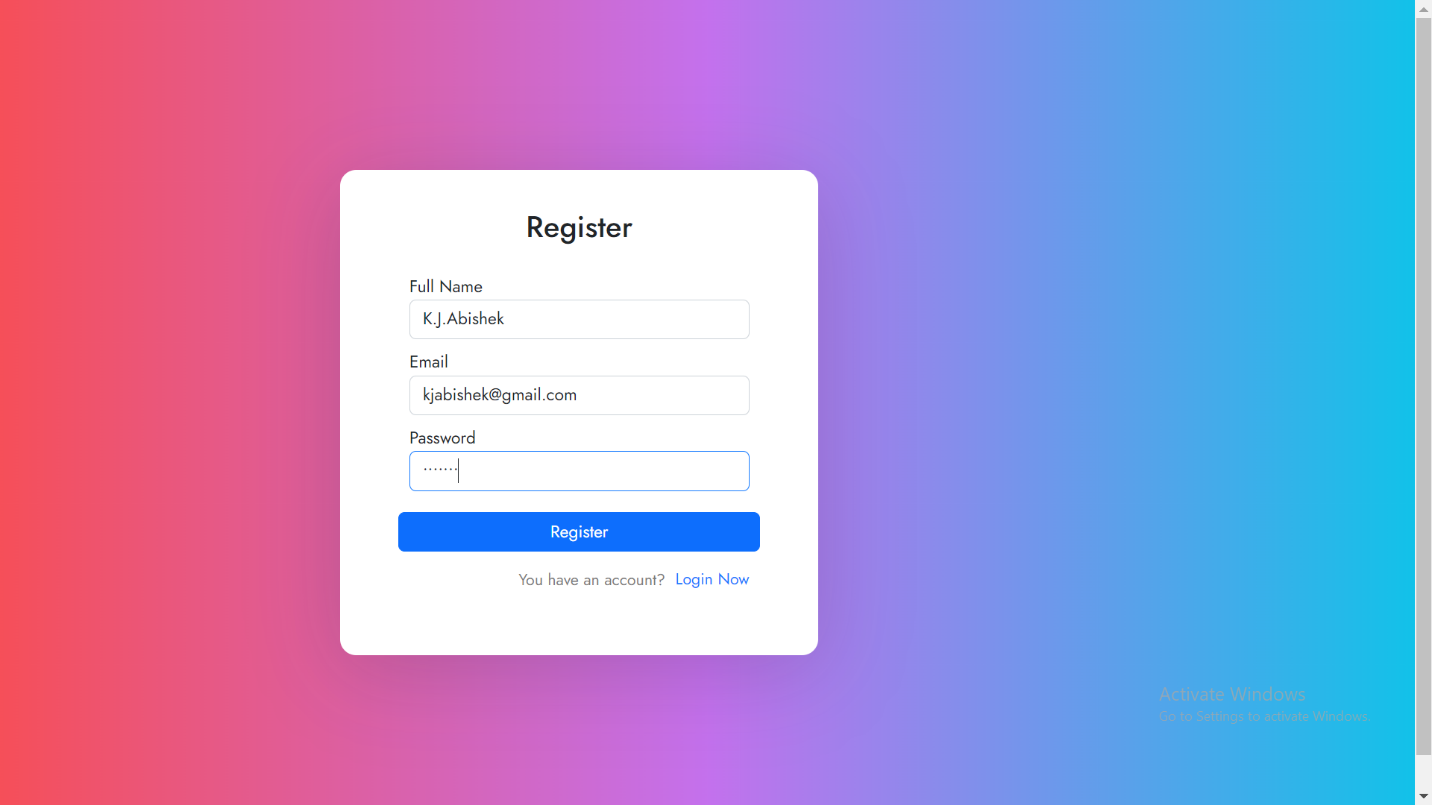 Register
Full Name
K.J.Abishek
Email
kjabishek@gmail.com
Password
·······
Register
You have an account? Login Now
Activate Windows
Go to Settings to activate Windows.